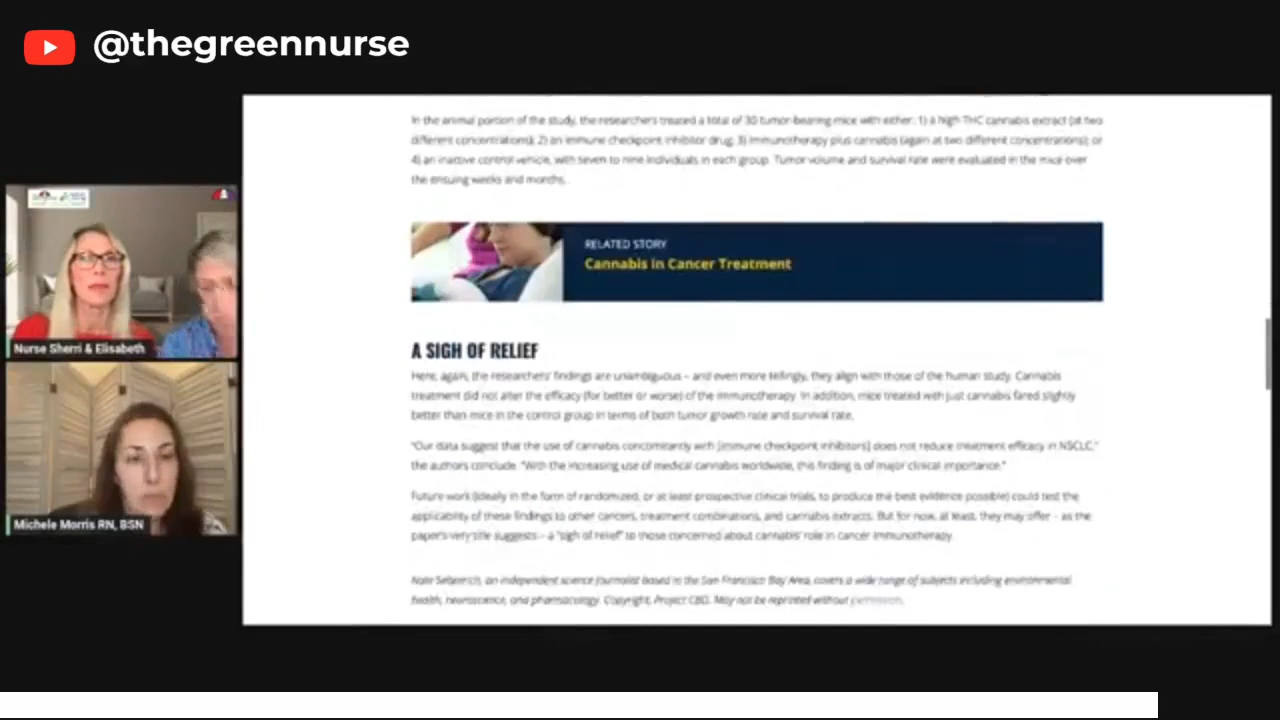 @thegreennurse
In the animal portion of the study, the researchers treated a total of 30 tumor-bearing mice with either: 1) a high THC cannabis extract (at two
different concentrations); 2) an immune checkpoint inhibitor drug; 3) immunotherapy plus cannabis (again at two different concentrations); or
4) an inactive control vehicle, with seven to nine individuals in each group. Tumor volume and survival rate were evaluated in the mice over
the ensuing weeks and months.
RELATED STORY
Cannabis in Cancer Treatment
A SIGH OF RELIEF
Here, again, the researchers' findings are unambiguous – and even more tellingly, they align with those of the human study. Cannabis
treatment did not alter the efficacy (for better or worse) of the immunotherapy. In addition, mice treated with just cannabis fared slightly
better than mice in the control group in terms of both tumor growth rate and survival rate.
"Our data suggest that the use of cannabis concomitantly with [immune checkpoint inhibitors] does not reduce treatment efficacy in NSCLC,"
the authors conclude. "With the increasing use of medical cannabis worldwide, this finding is of major clinical importance."
Future work (ideally in the form of randomized, or at least prospective clinical trials, to produce the best evidence possible) could test the
applicability of these findings to other cancers, treatment combinations, and cannabis extracts. But for now, at least, they may offer – as the
paper's very title suggests – a "sigh of relief" to those concerned about cannabis' role in cancer immunotherapy.
Nate Seltenrich, an independent science journalist based in the San Francisco Bay Area, covers a wide range of subjects including environmental
health, neuroscience, and pharmacology. Copyright, Project CBD. May not be reprinted without permission.
Nurse Sherri & Elisabeth
Michele Morris RN, BSN